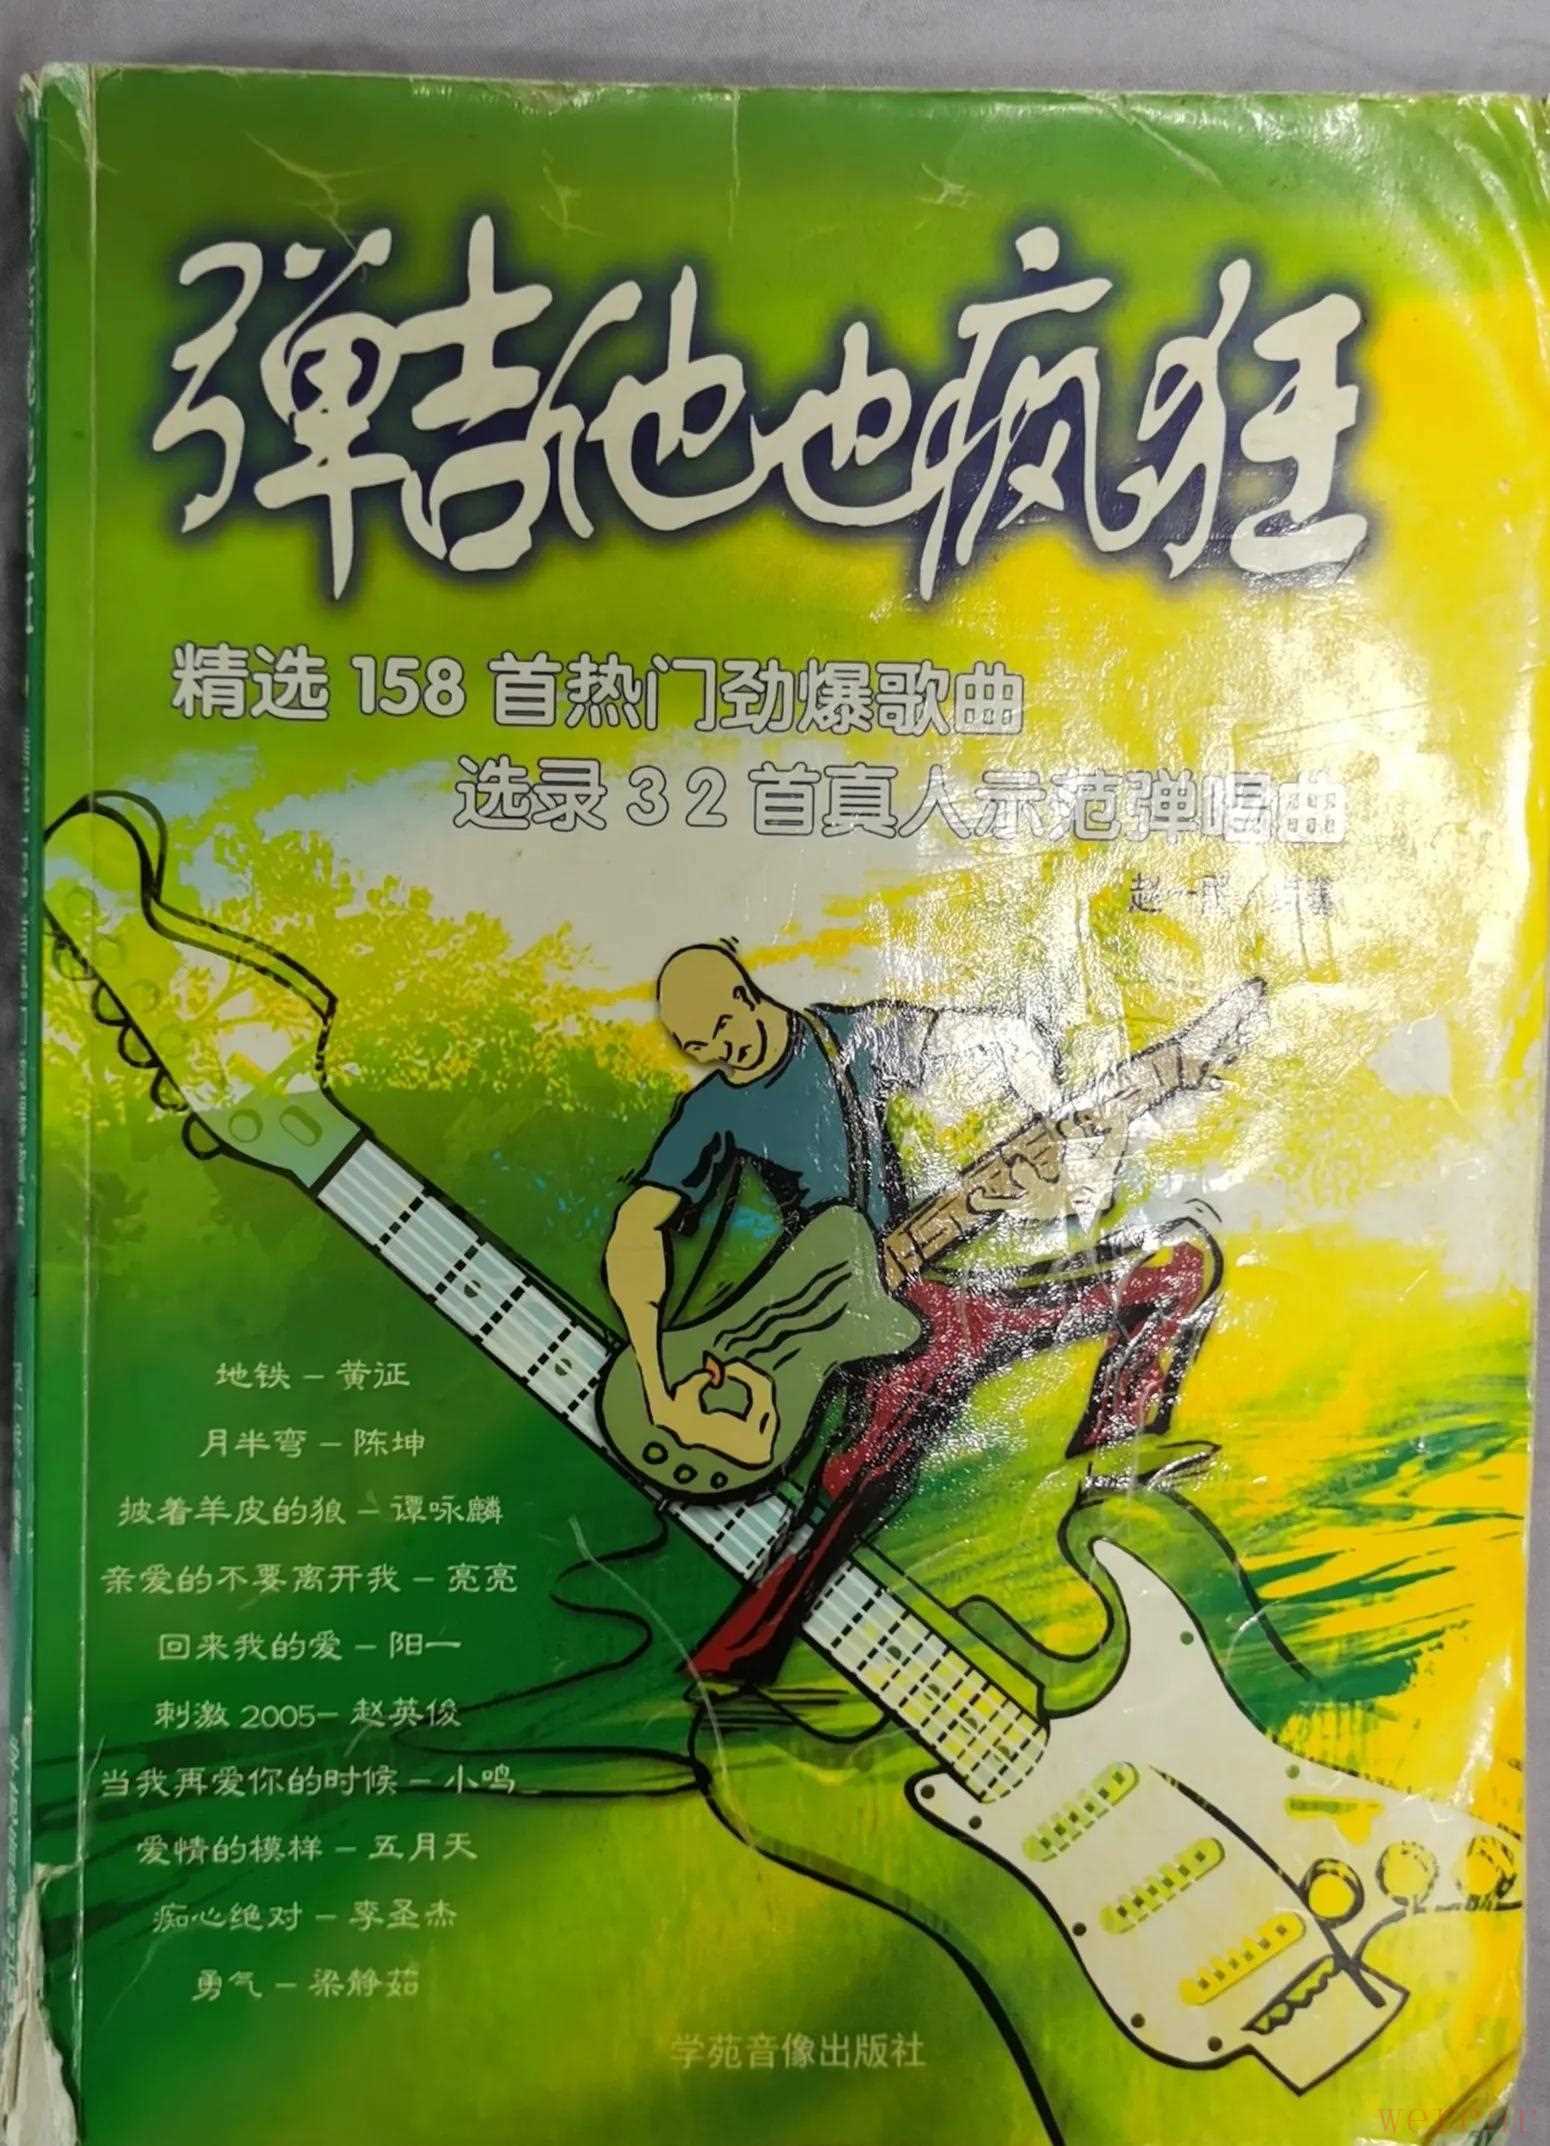 弹吉他也疯狂
精选158首热门劲爆歌曲
选录32首真人示范弹唱曲
地铁－黄征
月半弯－陈坤
披着羊皮的狼－谭咏麟
亲爱的不要离开我－亮亮
回来我的爱－阳一
刺激2005－赵英俊
当我再爱你的时候－小鸣
爱情的模样－五月天
痴心绝对－李圣杰
勇气－梁静茹
学苑音像出版社